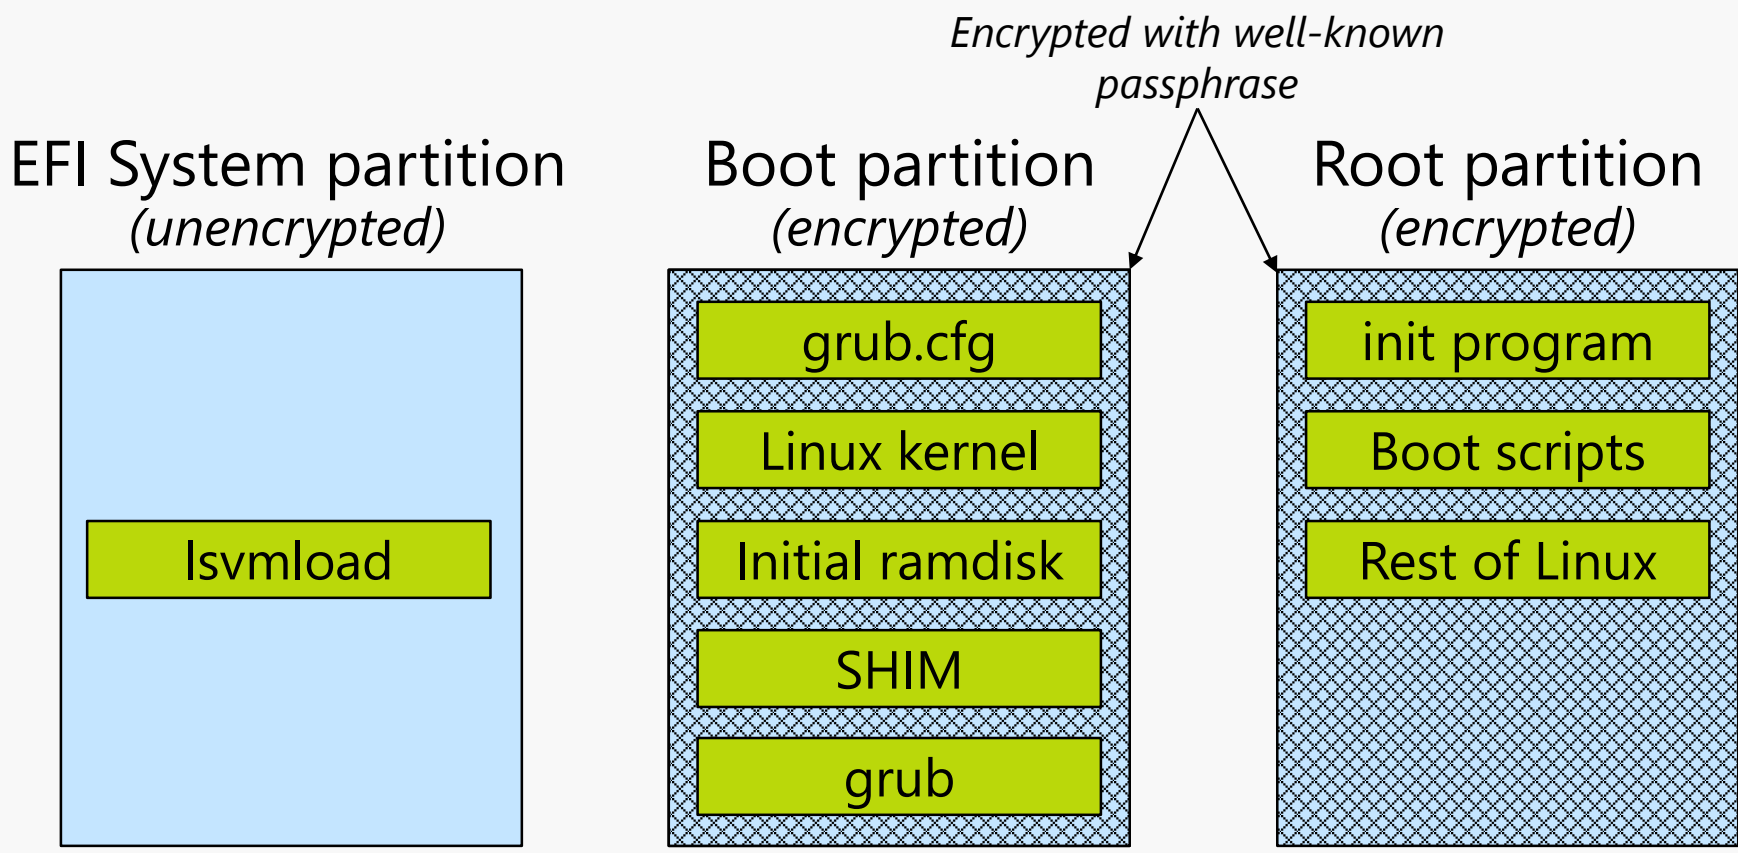 Encrypted with well-known
passphrase
EFI System partition
(unencrypted)
lsvmload
Boot partition
(encrypted)
grub.cfg
Linux kernel
Initial ramdisk
SHIM
grub
Root partition
(encrypted)
init program
Boot scripts
Rest of Linux